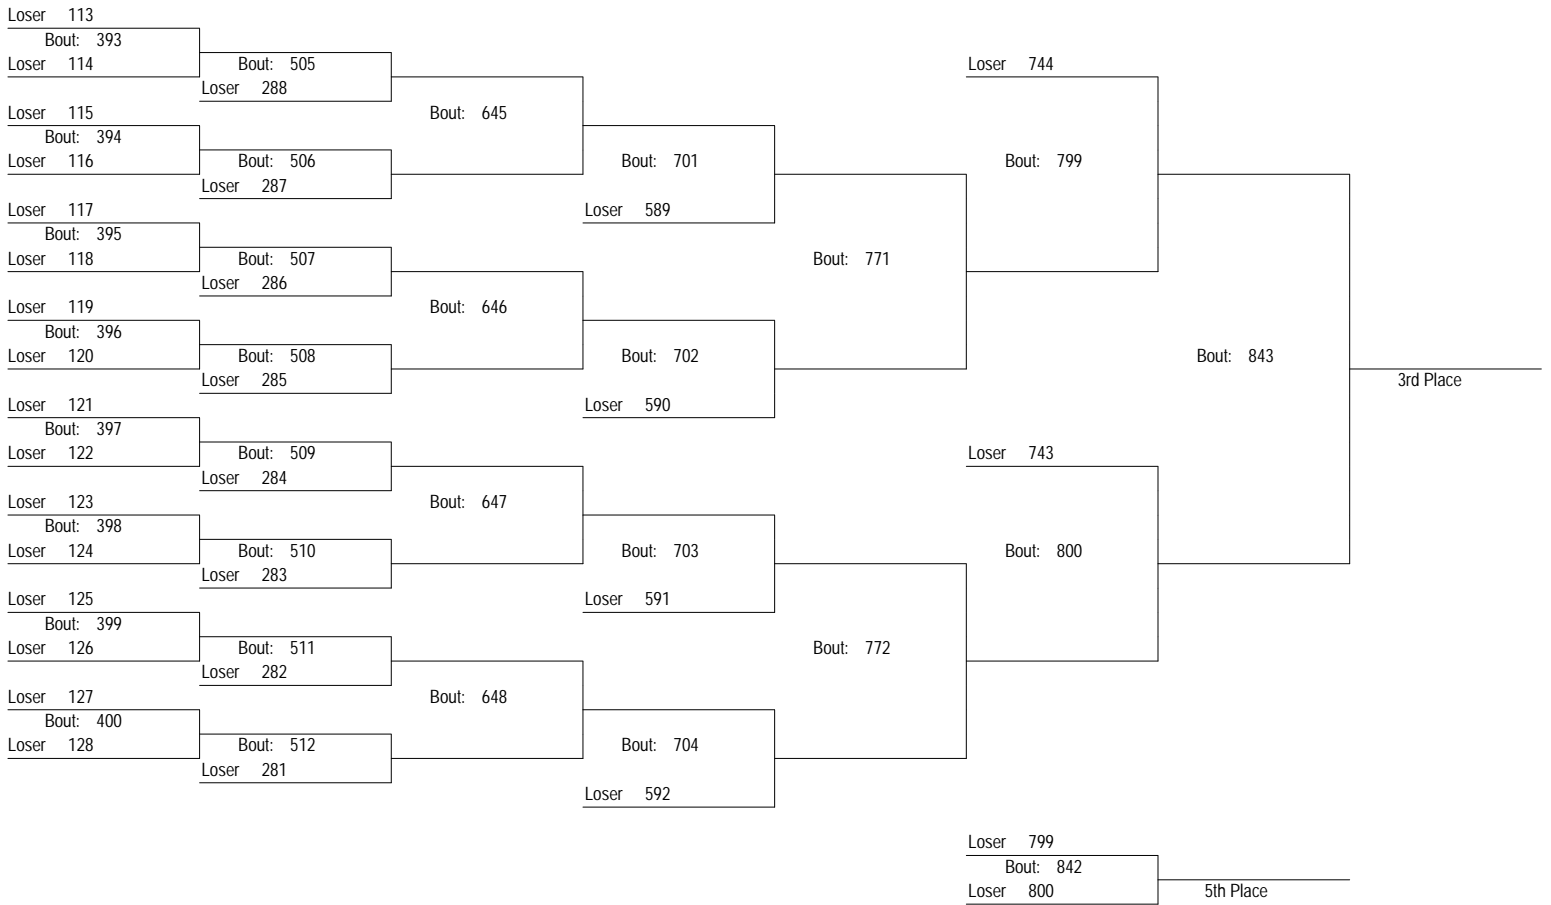 Loser 113
Bout: 393
Loser 114
Bout: 505
Loser 744
Loser 288
Loser 115
Bout: 645
Bout: 394
Loser 116
Bout: 506
Bout: 701
Bout: 799
Loser 287
Loser 117
Loser 589
Bout: 395
Loser 118
Bout: 507
Bout: 771
Loser 286
Loser 119
Bout: 646
Bout: 396
Loser 120
Bout: 508
Bout: 702
Bout: 843
Loser 285
3rd Place
Loser 121
Loser 590
Bout: 397
Loser 122
Bout: 509
Loser 743
Loser 284
Loser 123
Bout: 647
Bout: 398
Loser 124
Bout: 510
Bout: 703
Bout: 800
Loser 283
Loser 125
Loser 591
Bout: 399
Loser 126
Bout: 511
Bout: 772
Loser 282
Loser 127
Bout: 648
Bout: 400
Loser 128
Bout: 512
Bout: 704
Loser 281
Loser 592
Loser 799
Bout: 842
Loser 800
5th Place